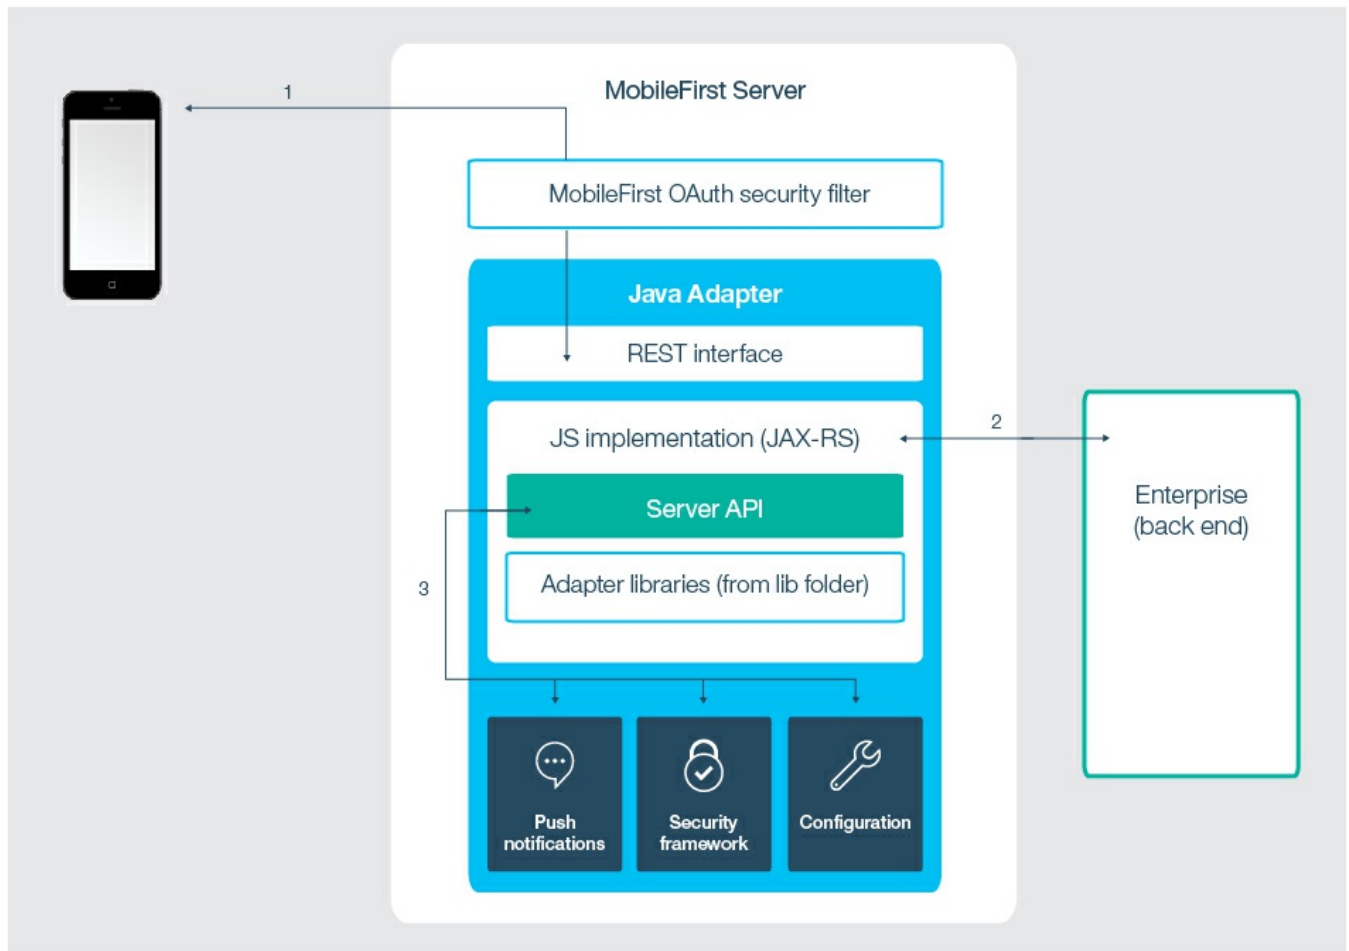 MobileFirst Server
1
MobileFirst OAuth security filter
Java Adapter
REST interface
JS implementation (JAX-RS)
2
Server API
Enterprise
(back end)
Adapter libraries (from lib folder)
3
Push
notifications
Security
framework
Configuration